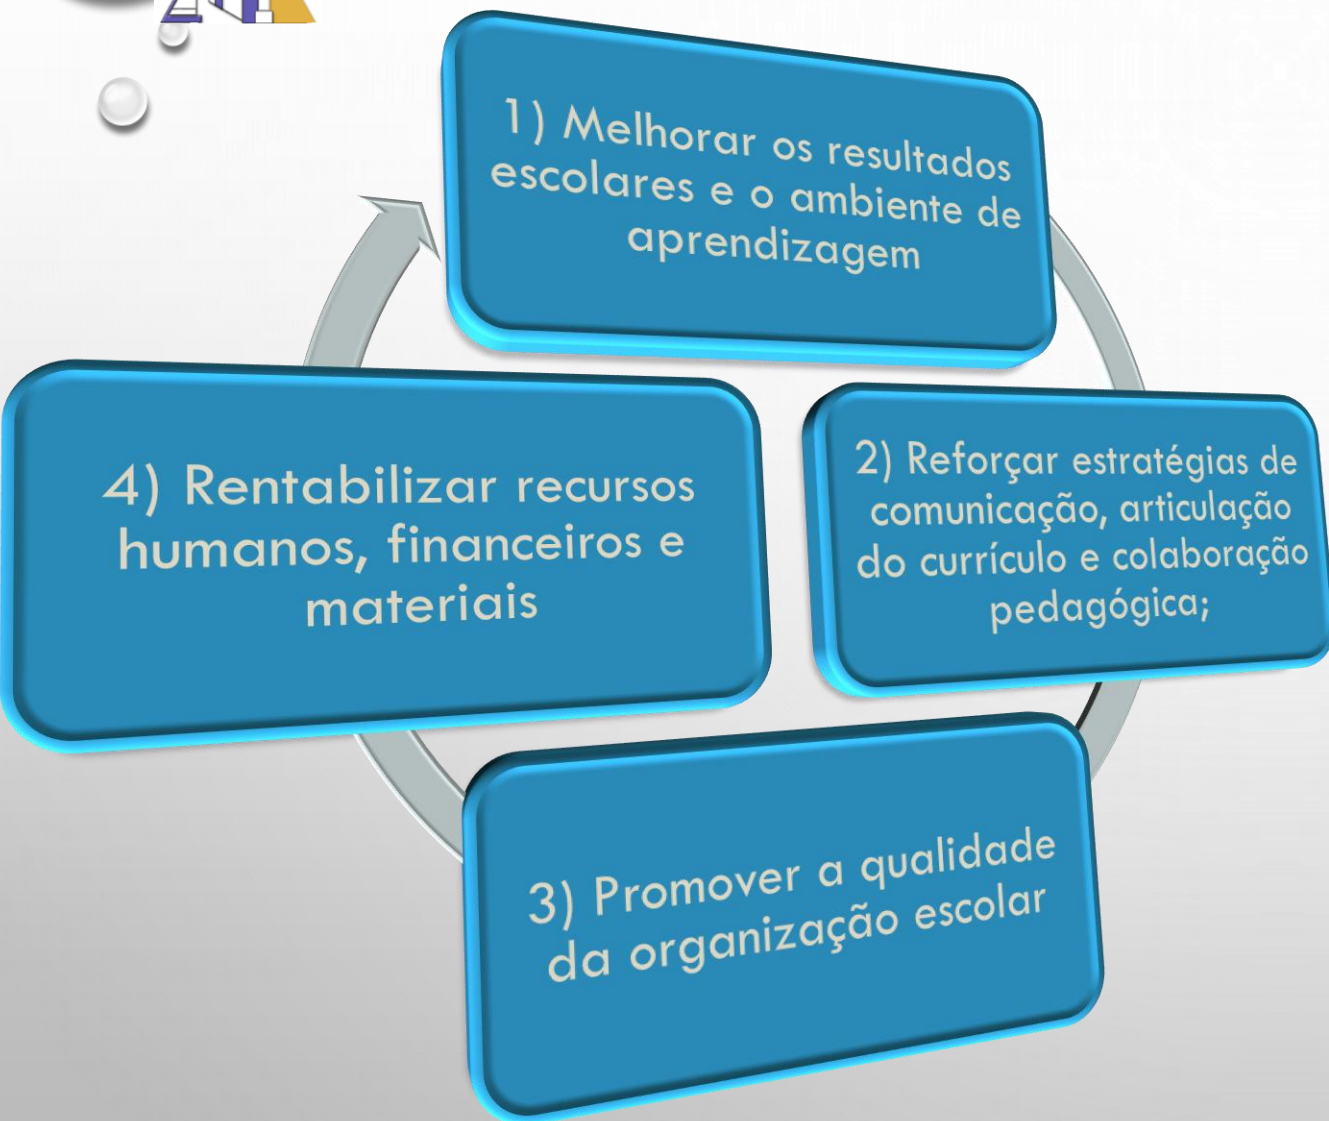 1) Melhorar os resultados
escolares e o ambiente de
aprendizagem
2) Reforçar estratégias de
comunicação, articulação
do currículo e colaboração
pedagógica;
3) Promover a qualidade
da organização escolar
4) Rentabilizar recursos
humanos, financeiros e
materiais